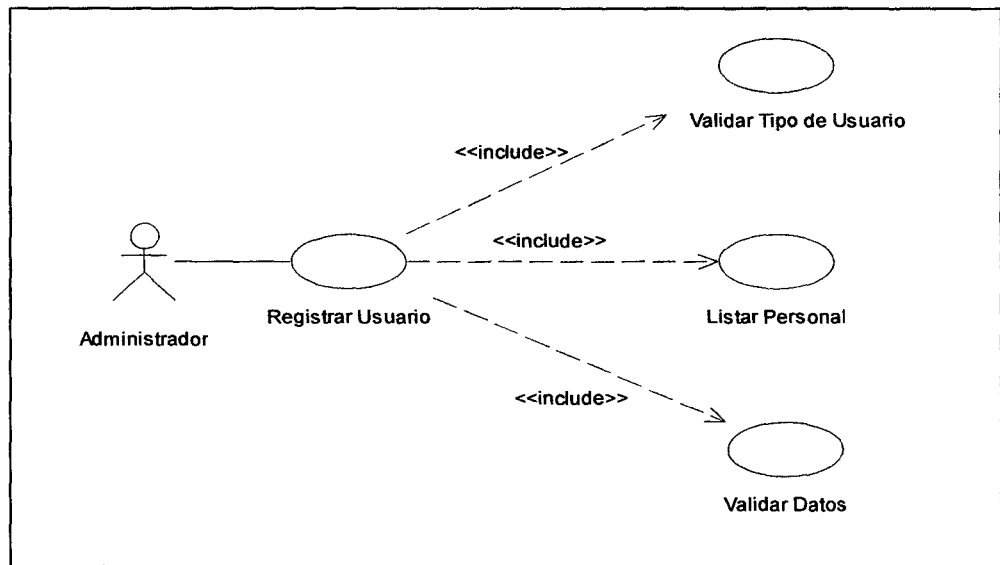 Validar Tipo de Usuario
<<include>>
<<include>>
Administrador
Registrar Usuario
Listar Personal
<<include>>
Validar Datos